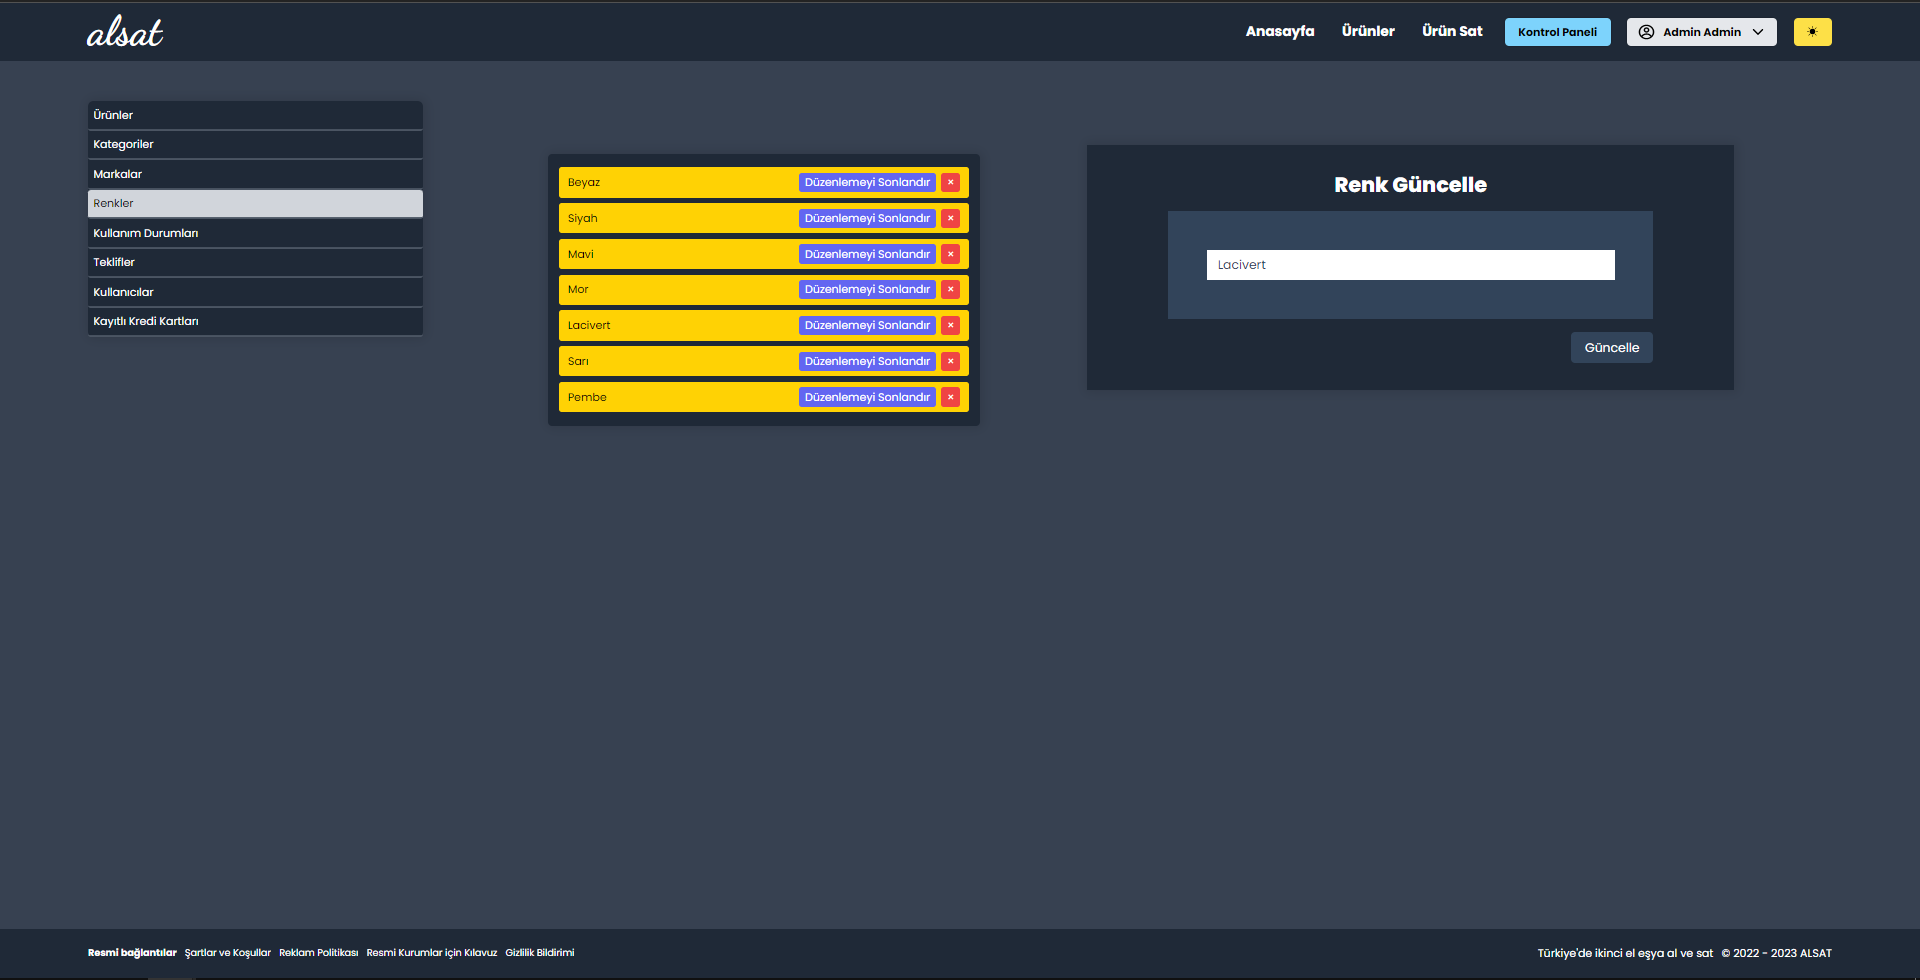 alsat
Anasayfa Ürünler Ürün Sat Kontrol Paneli Admin Admin
Ürünler
Kategoriler
Markalar
Renkler
Kullanım Durumları
Teklifler
Kullanıcılar
Kayıtlı Kredi Kartları
Beyaz Düzenlemeyi Sonlandır ×
Siyah Düzenlemeyi Sonlandır ×
Mavi Düzenlemeyi Sonlandır ×
Mor Düzenlemeyi Sonlandır ×
Lacivert Düzenlemeyi Sonlandır ×
Sarı Düzenlemeyi Sonlandır ×
Pembe Düzenlemeyi Sonlandır ×
Renk Güncelle
Lacivert
Güncelle
Resmi bağlantılar Şartlar ve Koşullar Reklam Politikası Resmi Kurumlar için Kılavuz Gizlilik Bildirimi
Türkiye'de ikinci el eşya al ve sat © 2022 - 2023 ALSAT